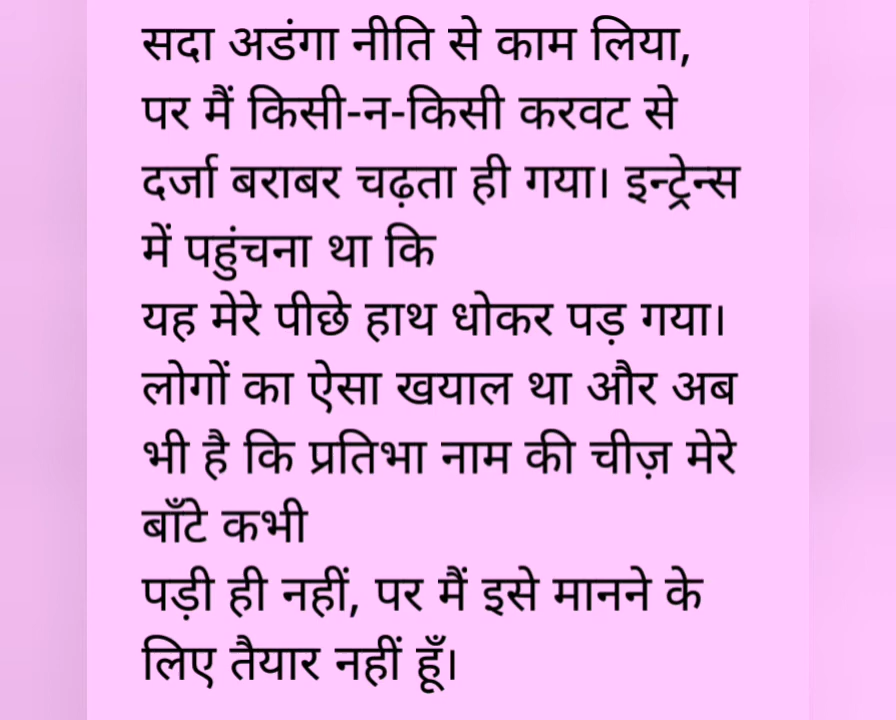 सदा अडंगा नीति से काम लिया,
पर मैं किसी-न-किसी करवट से
दर्जा बराबर चढ़ता ही गया। इन्ट्रेन्स
में पहुंचना था कि
यह मेरे पीछे हाथ धोकर पड़ गया।
लोगों का ऐसा खयाल था और अब
भी है कि प्रतिभा नाम की चीज़ मेरे
बाँटे कभी
पड़ी ही नहीं, पर मैं इसे मानने के
लिए तैयार नहीं हूँ।